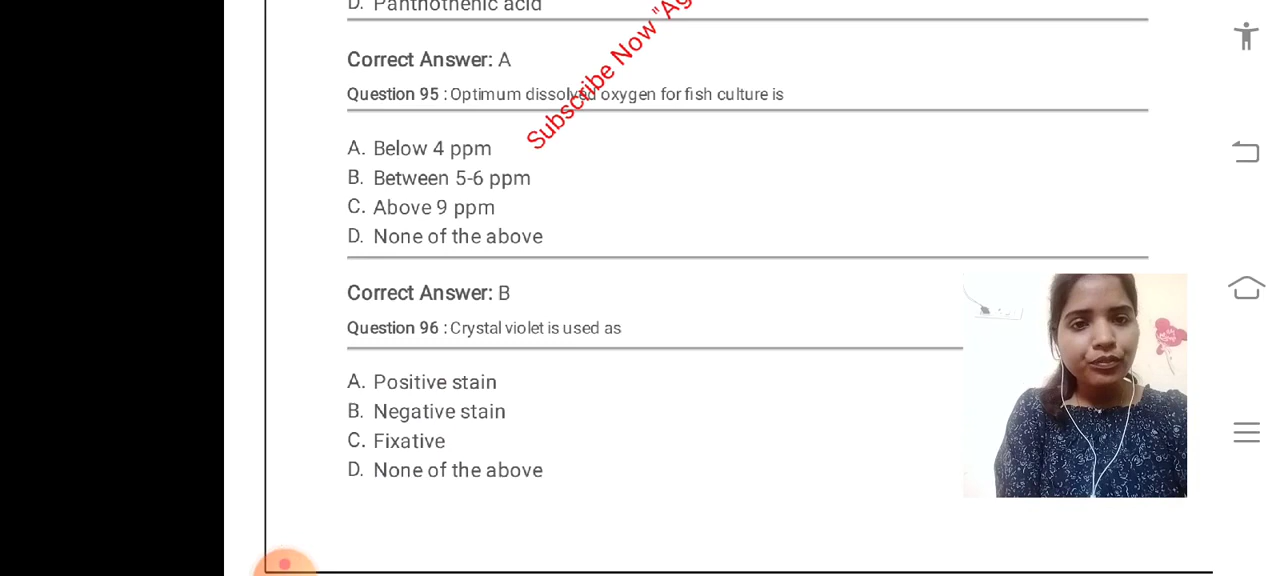 D. Panthothenic acid
Correct Answer: A
Question 95 : Optimum dissolved oxygen for fish culture is
Subscribe Now "Ag
A. Below 4 ppm
B. Between 5-6 ppm
C. Above 9 ppm
D. None of the above
Correct Answer: B
Question 96 : Crystal violet is used as
A. Positive stain
B. Negative stain
C. Fixative
D. None of the above